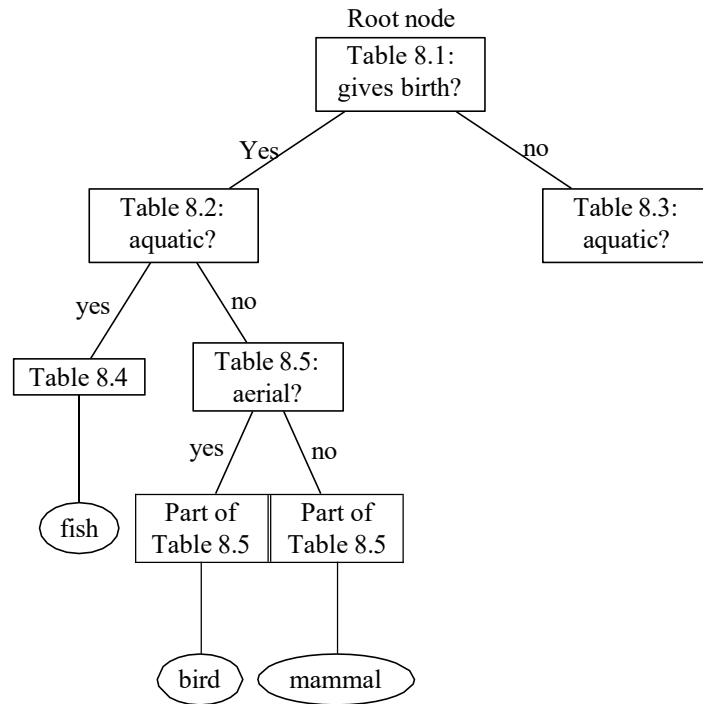 Root node
Table 8.1:
gives birth?
Yes
no
Table 8.2:
aquatic?
Table 8.3:
aquatic?
yes
no
Table 8.4
Table 8.5:
aerial?
yes
no
Part of
Table 8.5
Part of
Table 8.5
fish
bird
mammal